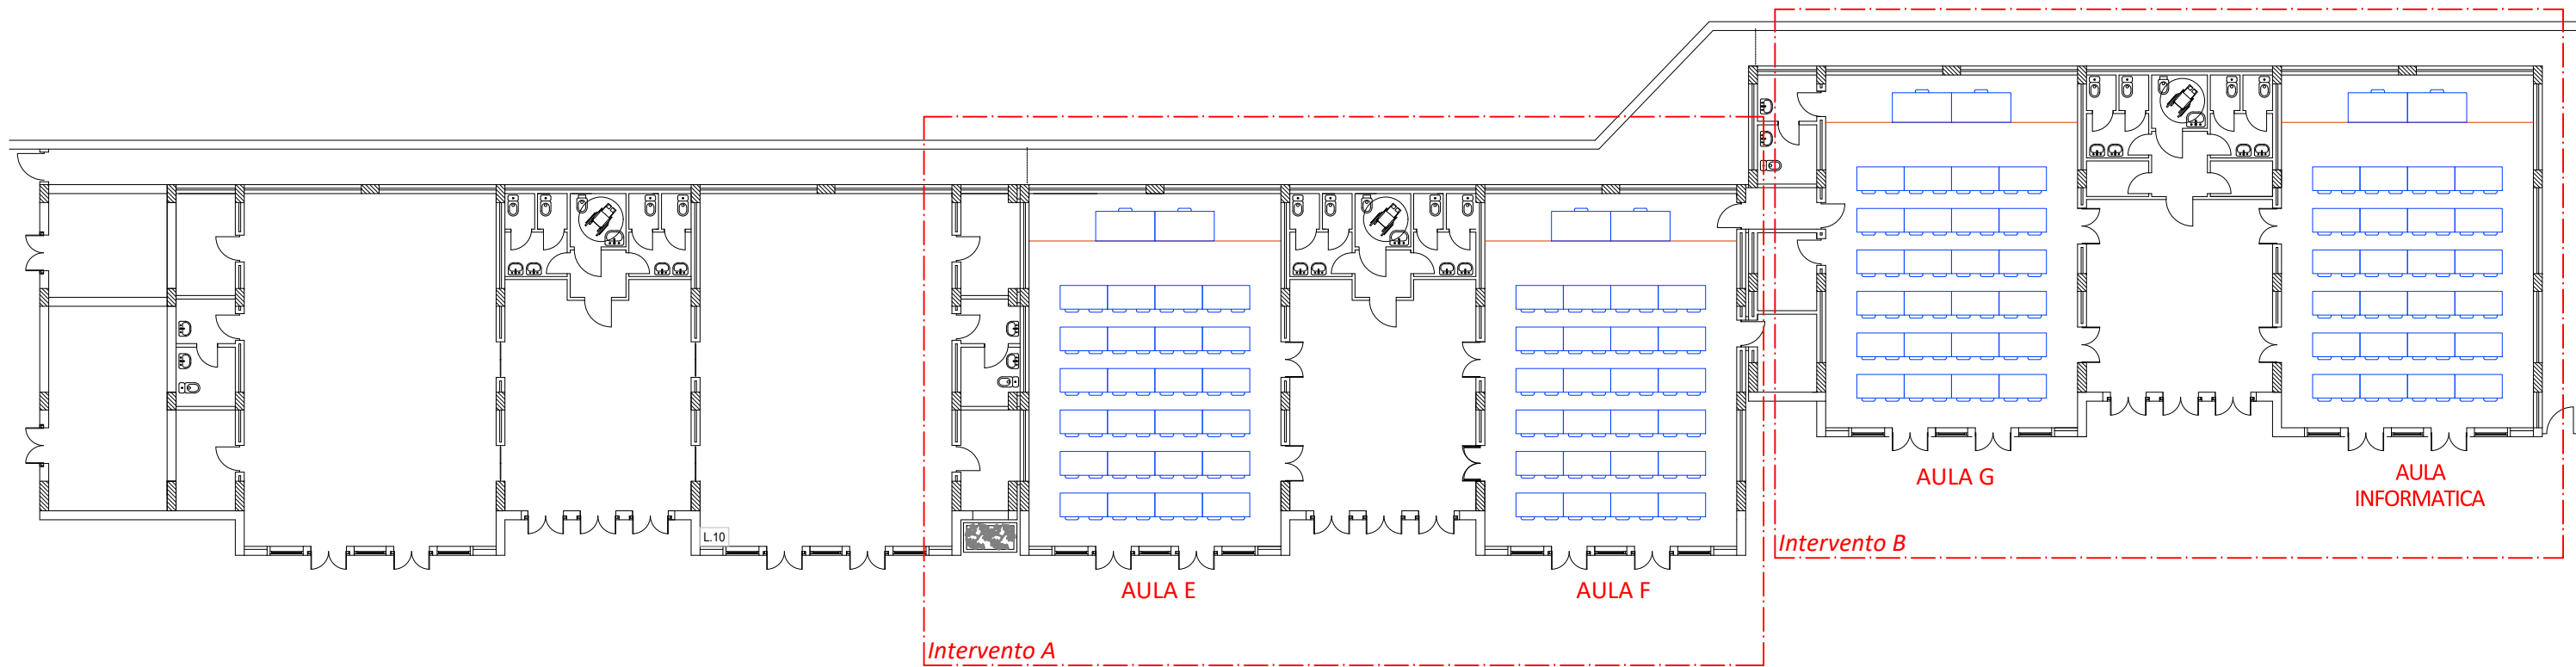 L.10
AULA E
AULA F
Intervento A
AULA G
AULA
INFORMATICA
Intervento B